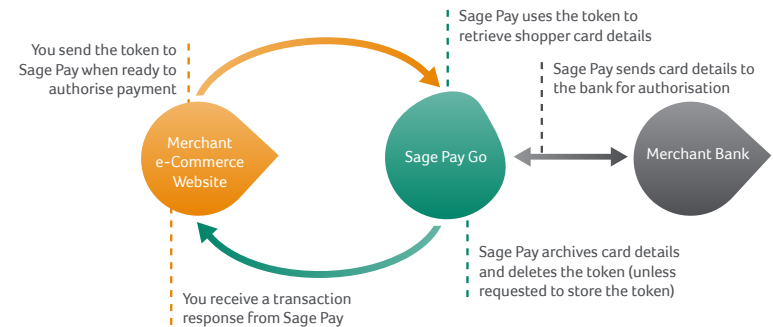 You send the token to
Sage Pay when ready to
authorise payment
Sage Pay uses the token to
retrieve shopper card details
Sage Pay sends card details to
the bank for authorisation
Merchant
e-Commerce
Website
Sage Pay Go
Merchant Bank
Sage Pay archives card details
and deletes the token (unless
requested to store the token)
You receive a transaction
response from Sage Pay